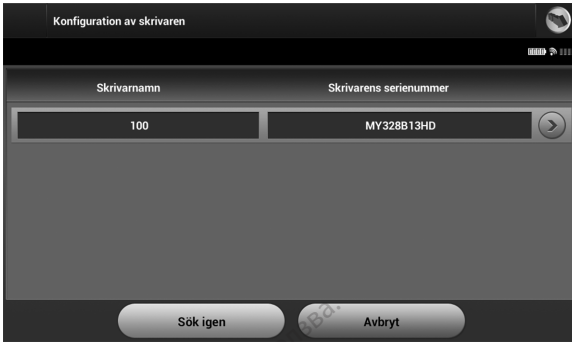 Konfiguration av skrivaren
Skrivarnamn Skrivarens serienummer
100 MY328B13HD
Sök igen Avbryt